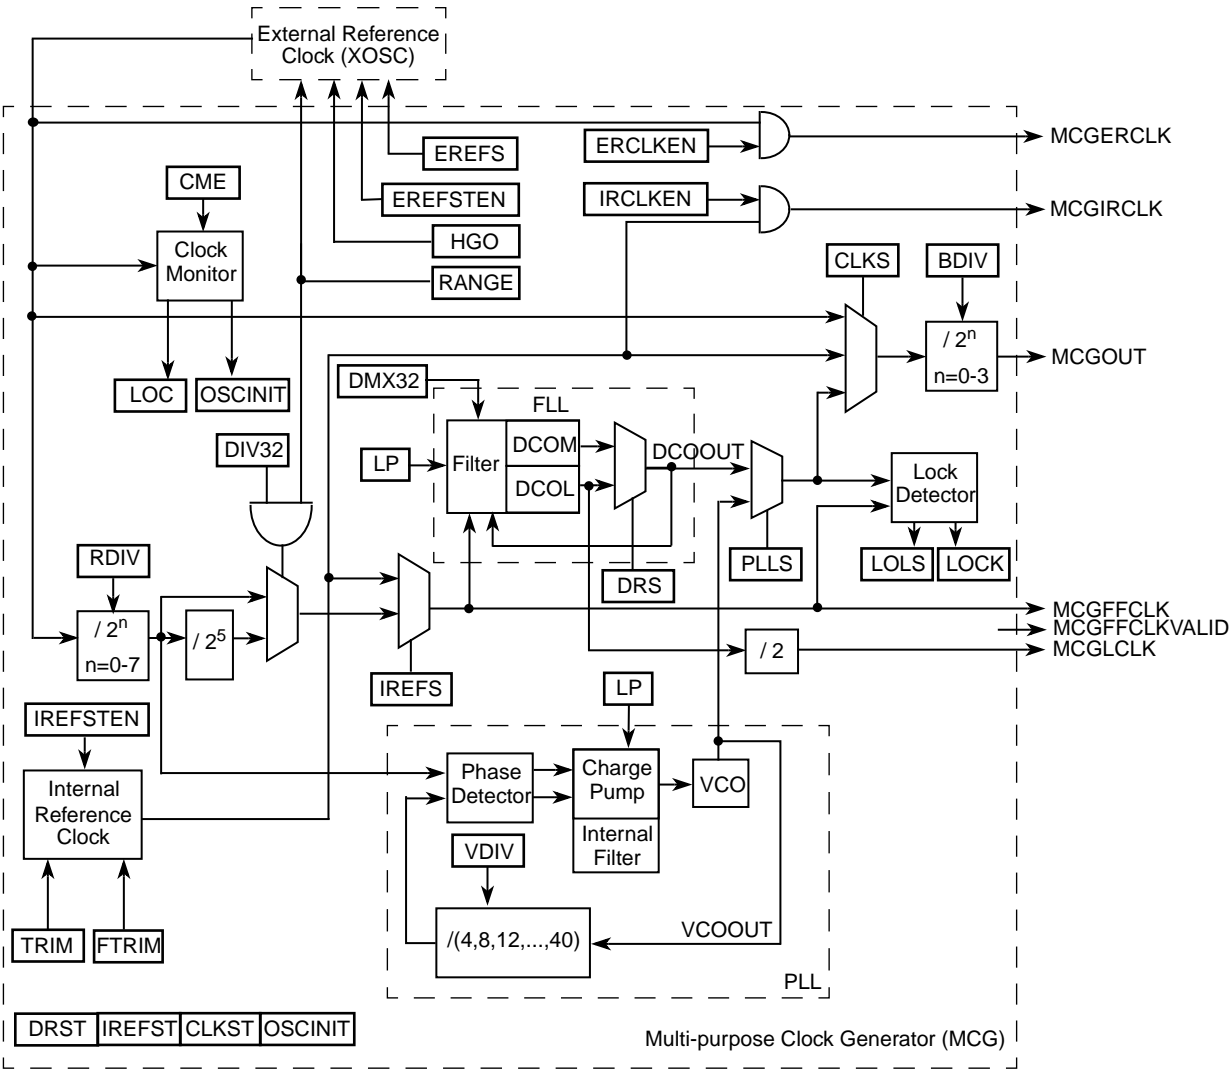 External Reference
Clock (XOSC)
MCGERCLK
ERCLKEN
EREFS
CME
EREFSTEN
IRCLKEN
MCGIRCLK
HGO
Clock
Monitor
RANGE
CLKS
BDIV
/ 2n
n=0-3
MCGOUT
LOC
OSCINIT
DMX32
FLL
DIV32
LP
Filter
DCOM
DCOL
DCOOUT
Lock
Detector
RDIV
PLLS
LOLS
LOCK
DRS
/ 2n
n=0-7
/ 25
MCGFFCLK
MCGFFCLKVALID
/ 2
MCGLCLK
IREFS
LP
IREFSTEN
Internal
Reference
Clock
Phase
Detector
Charge
Pump
VCO
Internal
Filter
VDIV
TRIM
FTRIM
/(4,8,12,...,40)
VCOOUT
PLL
DRST
IREFST
CLKST
OSCINIT
Multi-purpose Clock Generator (MCG)